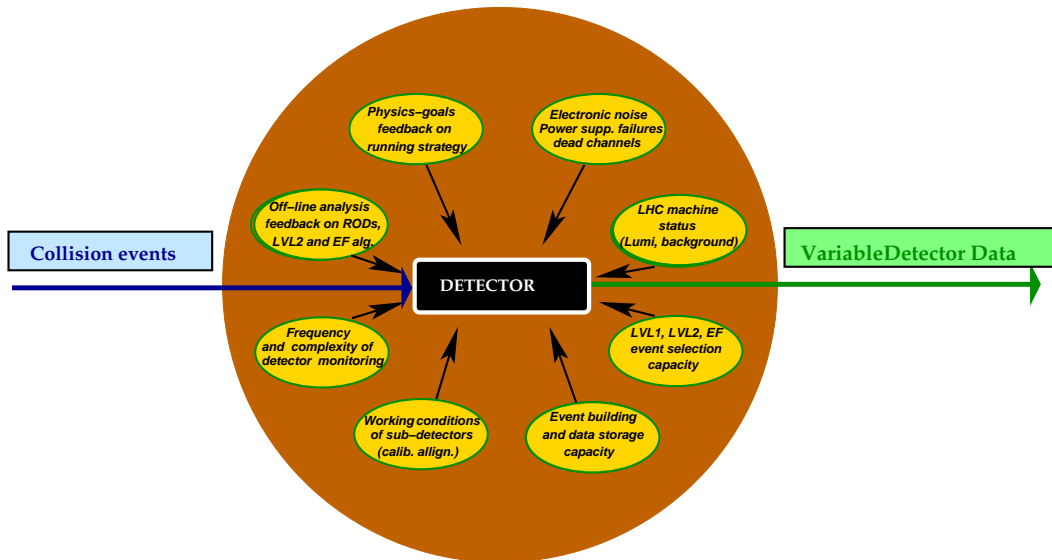 Physics–goals
feedback on
running strategy
Electronic noise
Power supp. failures
dead channels
Off–line analysis
feedback on RODs,
LVL2 and EF alg.
LHC machine
status
(Lumi, background)
Collision events
DETECTOR
VariableDetector Data
Frequency
and complexity of
detector monitoring
LVL1, LVL2, EF
event selection
capacity
Working conditions
of sub–detectors
(calib. allign.)
Event building
and data storage
capacity